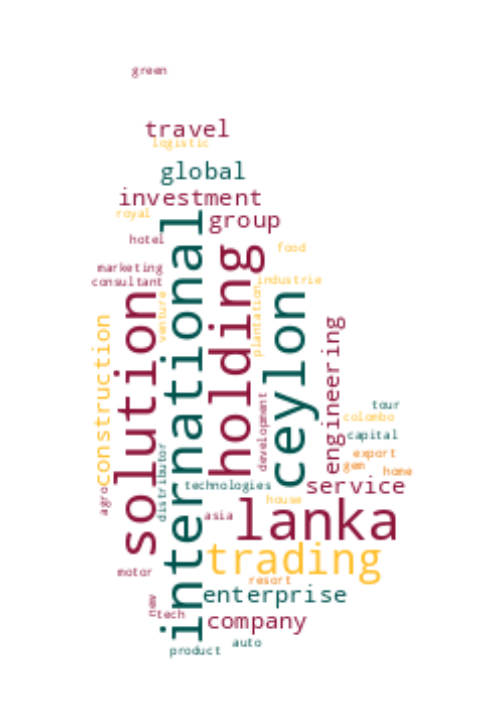 green
travel
logistic
global
investment
royal
group
hotel
food
marketing
consultant
industrie
international
holding
solution
ceylon
venture
plantation
construction
engineering
development
tour
colombo
capital
distributor
export
gem
home
agro
technologies
service
house
asia
lanka
trading
motor
resort
enterprise
new
tech
company
auto
product